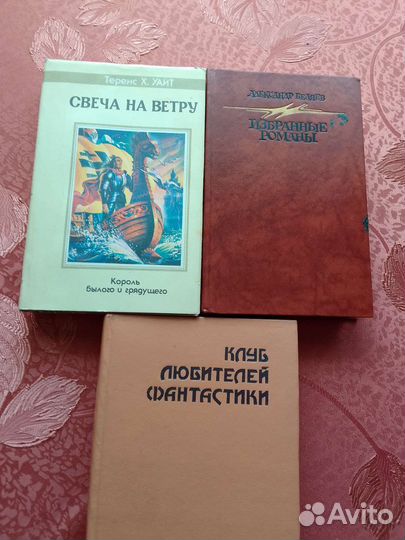 Теренс Х. УАЙТ
СВЕЧА НА ВЕТРУ
Король
былого и грядущего
АЛЕКСАНДР БЕЛЯЕВ
ИЗБРАННЫЕ
РОМАНЫ
КЛУБ
ЛЮБИТЕЛЕЙ
ФАНТАСТИКИ
Avito